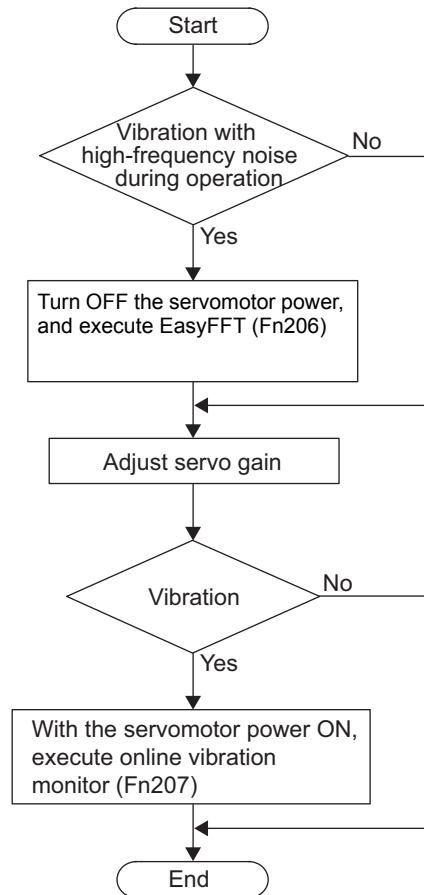 Start
Vibration with
high-frequency noise
during operation
No
Yes
Turn OFF the servomotor power,
and execute EasyFFT (Fn206)
Adjust servo gain
Vibration
No
Yes
With the servomotor power ON,
execute online vibration
monitor (Fn207)
End